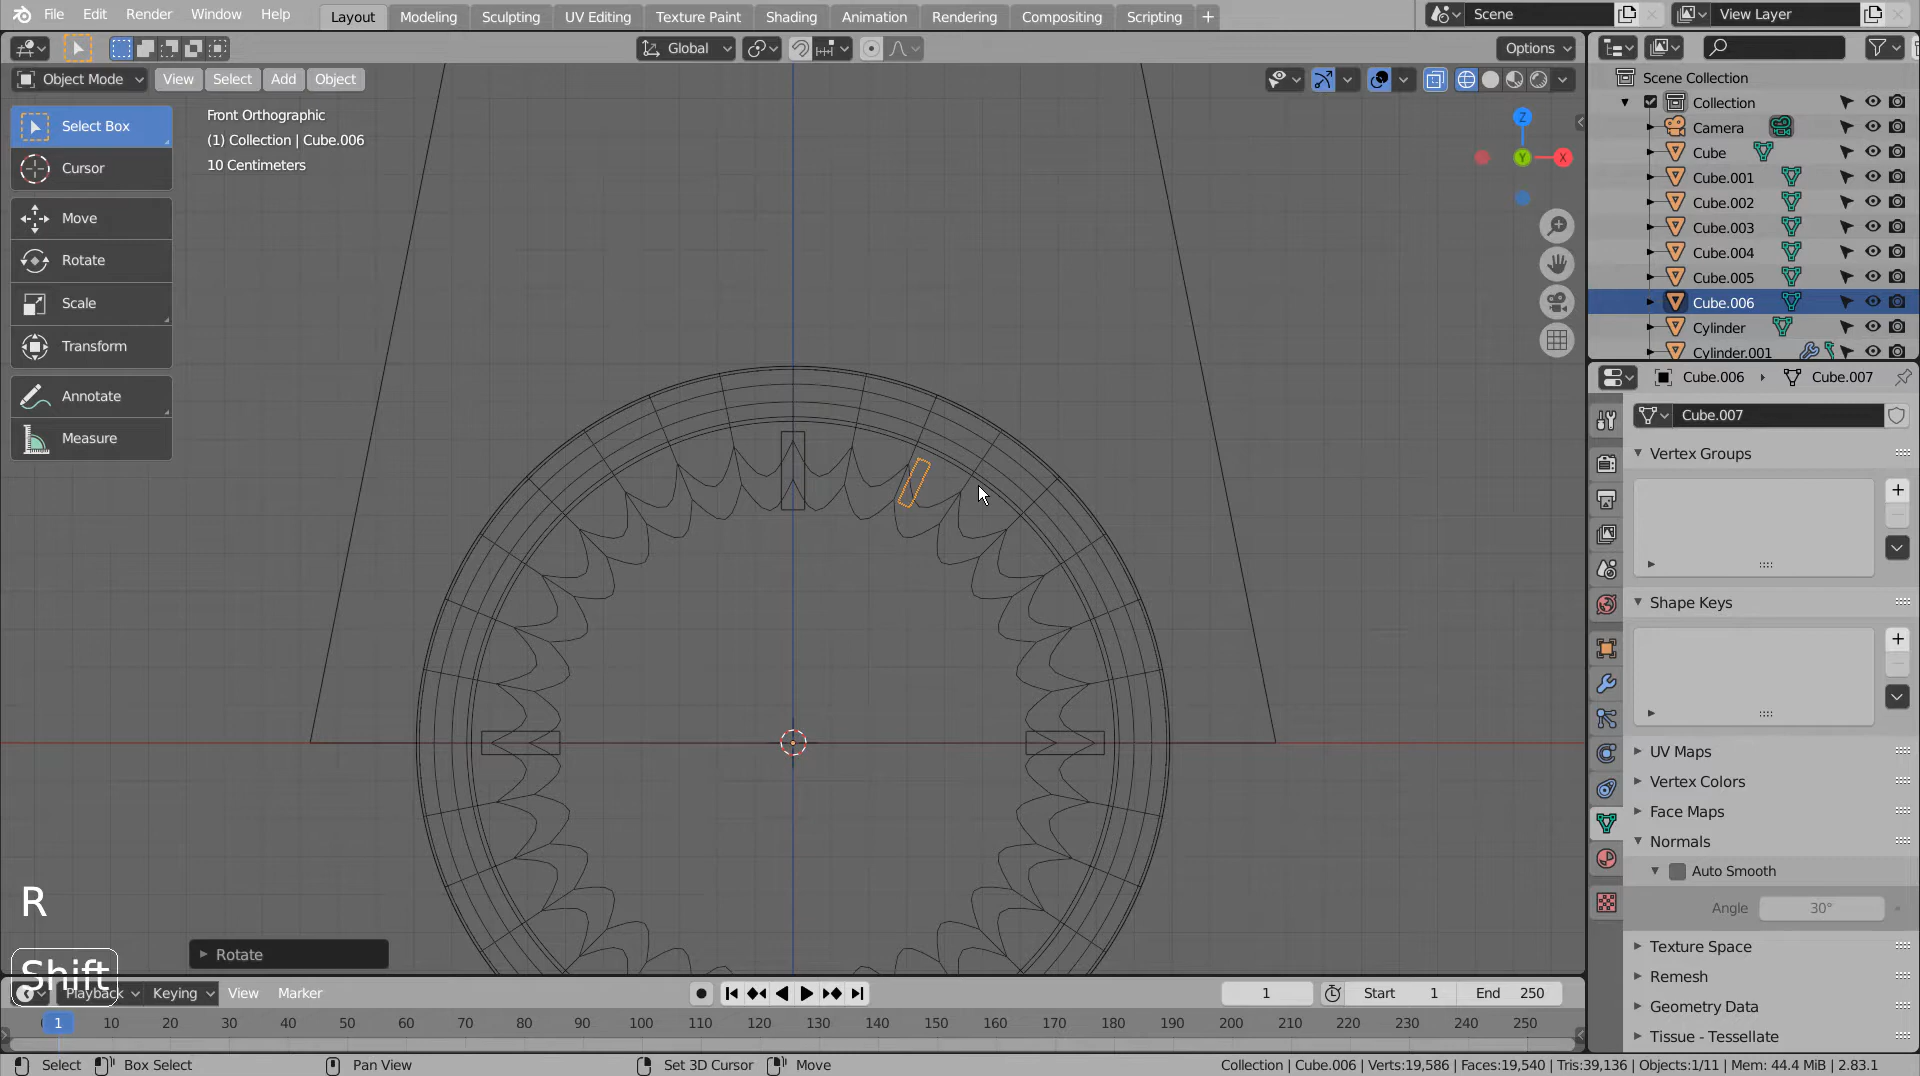 File Edit Render Window Help Layout Modeling Sculpting UV Editing Texture Paint Shading Animation Rendering Compositing Scripting + Scene View Layer
Global Options
Object Mode View Select Add Object
Select Box
Cursor
Move
Rotate
Scale
Transform
Annotate
Measure
Front Orthographic
(1) Collection | Cube.006
10 Centimeters
Z
Y
X
Scene Collection
Collection
Camera
Cube
Cube.001
Cube.002
Cube.003
Cube.004
Cube.005
Cube.006
Cylinder
Cylinder.001
Cube.006 Cube.007
Cube.007
Vertex Groups
Shape Keys
UV Maps
Vertex Colors
Face Maps
Normals
Auto Smooth
Angle 30°
Texture Space
Remesh
Geometry Data
Tissue - Tessellate
R
Shift
Rotate
Playback Keying View Marker 1 Start 1 End 250
1 10 20 30 40 50 60 70 80 90 100 110 120 130 140 150 160 170 180 190 200 210 220 230 240 250
Select Box Select Pan View Set 3D Cursor Move Collection | Cube.006 | Verts:19,586 | Faces:19,540 | Tris:39,136 | Objects:1/11 | Mem: 44.4 MiB | 2.83.1